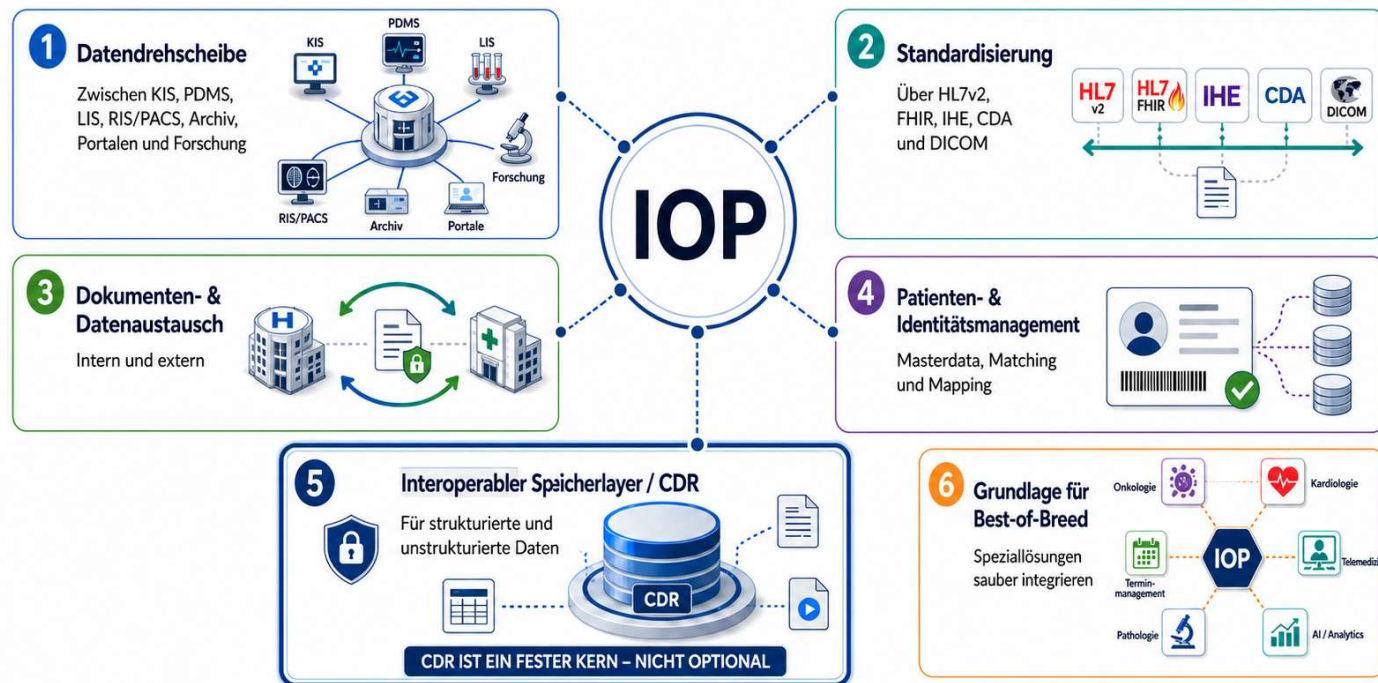 1
Datendrehscheibe
Zwischen KIS, PDMS,
LIS, RIS/PACS, Archiv,
Portalen und Forschung
KIS
PDMS
LIS
RIS/PACS
Archiv
Portale
Forschung
IOP
2
Standardisierung
Über HL7v2,
FHIR, IHE, CDA
und DICOM
HL7
v2
HL7
FHIR
IHE
CDA
DICOM
3
Dokumenten- &
Datenaustausch
Intern und extern
H
4
Patienten- &
Identitätsmanagement
Masterdata, Matching
und Mapping
5
Interoperabler Speicherlayer / CDR
Für strukturierte und
unstrukturierte Daten
CDR
CDR IST EIN FESTER KERN – NICHT OPTIONAL
6
Grundlage für
Best-of-Breed
Speziallösungen
sauber integrieren
Onkologie
Kardiologie
Termin-
management
IOP
Telemedizi
Pathologie
AI / Analytics